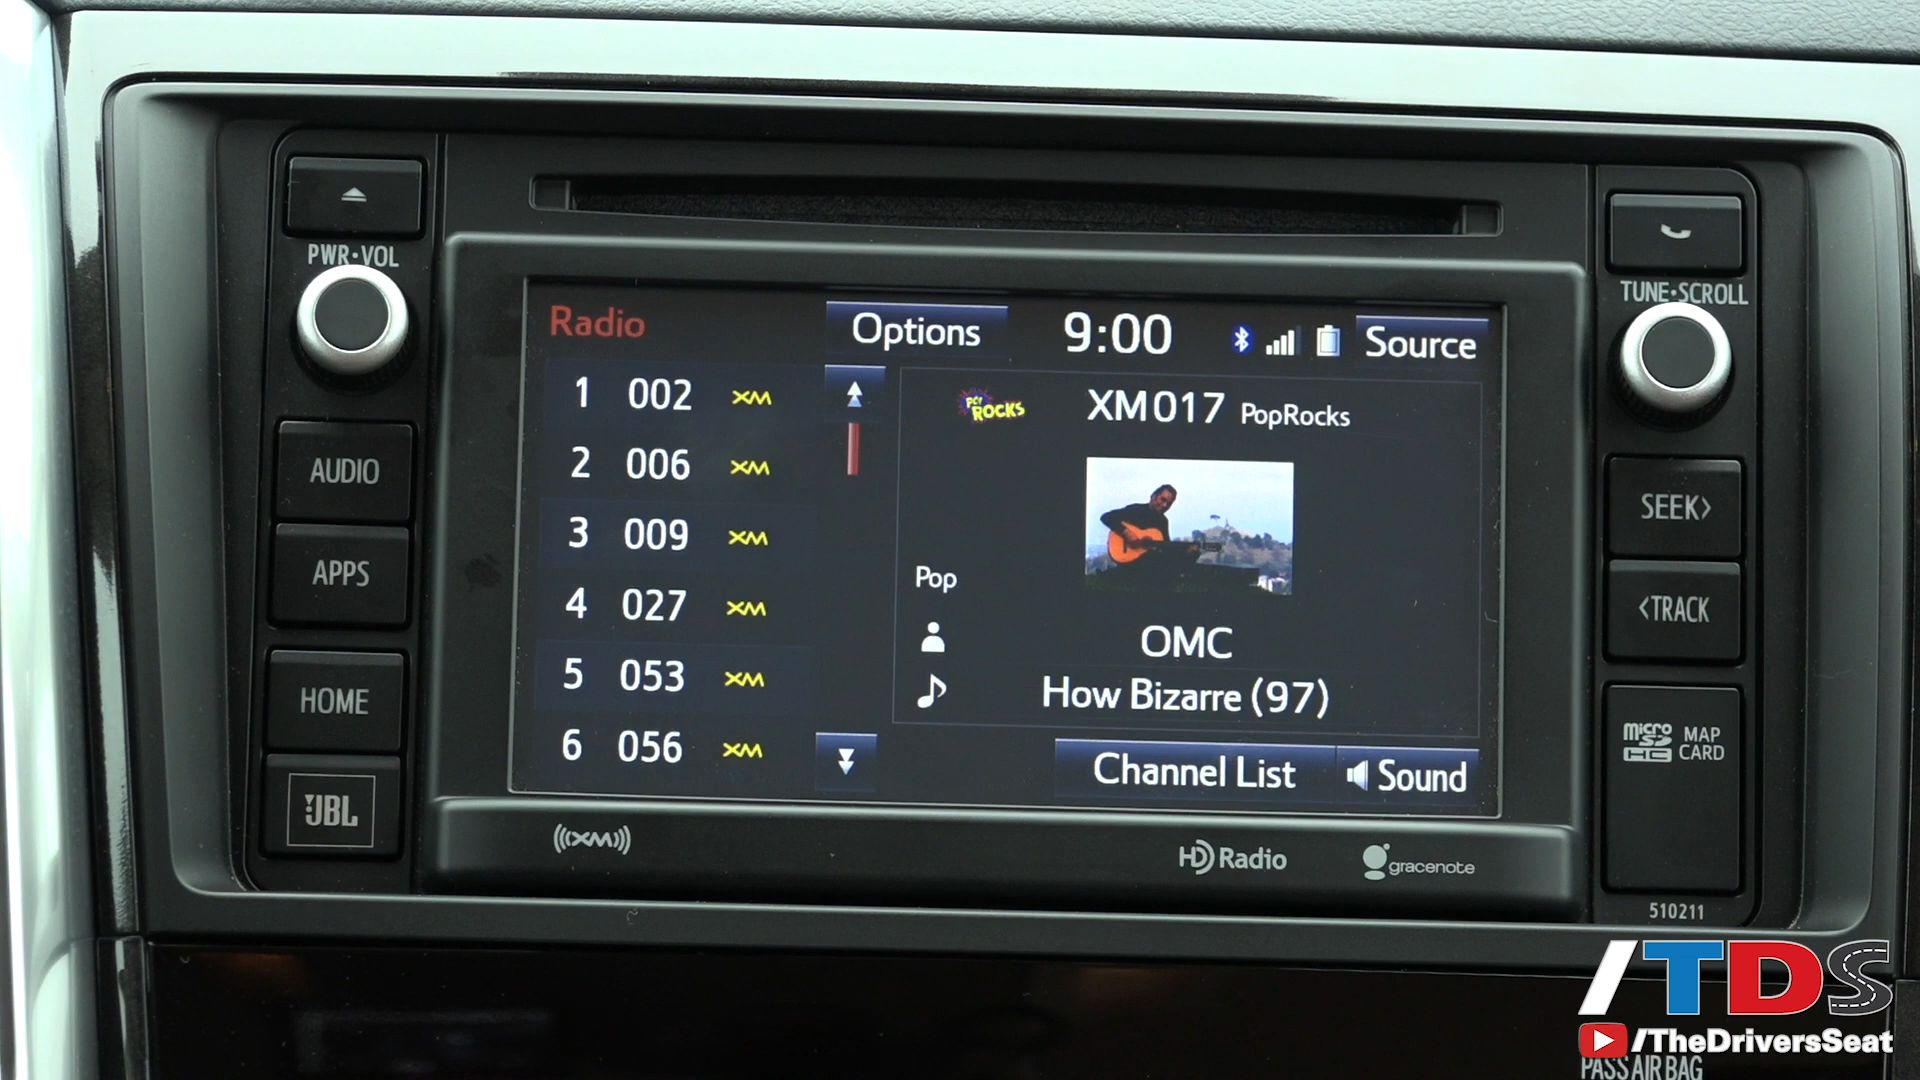 PWR•VOL
AUDIO
APPS
HOME
JBL
Radio
Options
9:00
Source
1 002 XM
2 006 XM
3 009 XM
4 027 XM
5 053 XM
6 056 XM
POP ROCKS
XM017 PopRocks
Pop
OMC
How Bizarre (97)
Channel List
Sound
((XM))
HD Radio
gracenote
TUNE•SCROLL
SEEK>
<TRACK
micro SD HC MAP CARD
510211
/TDS
/TheDriversSeat
PASS AIR BAG